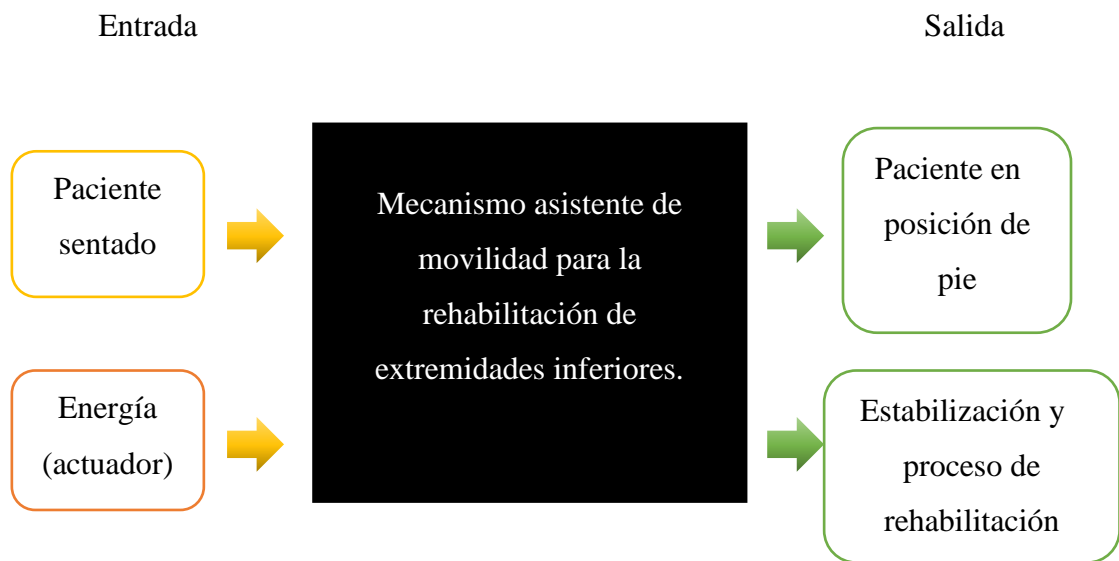 Entrada
Salida
Paciente
sentado
Energía
(actuador)
Mecanismo asistente de
movilidad para la
rehabilitación de
extremidades inferiores.
Paciente en
posición de
pie
Estabilización y
proceso de
rehabilitación